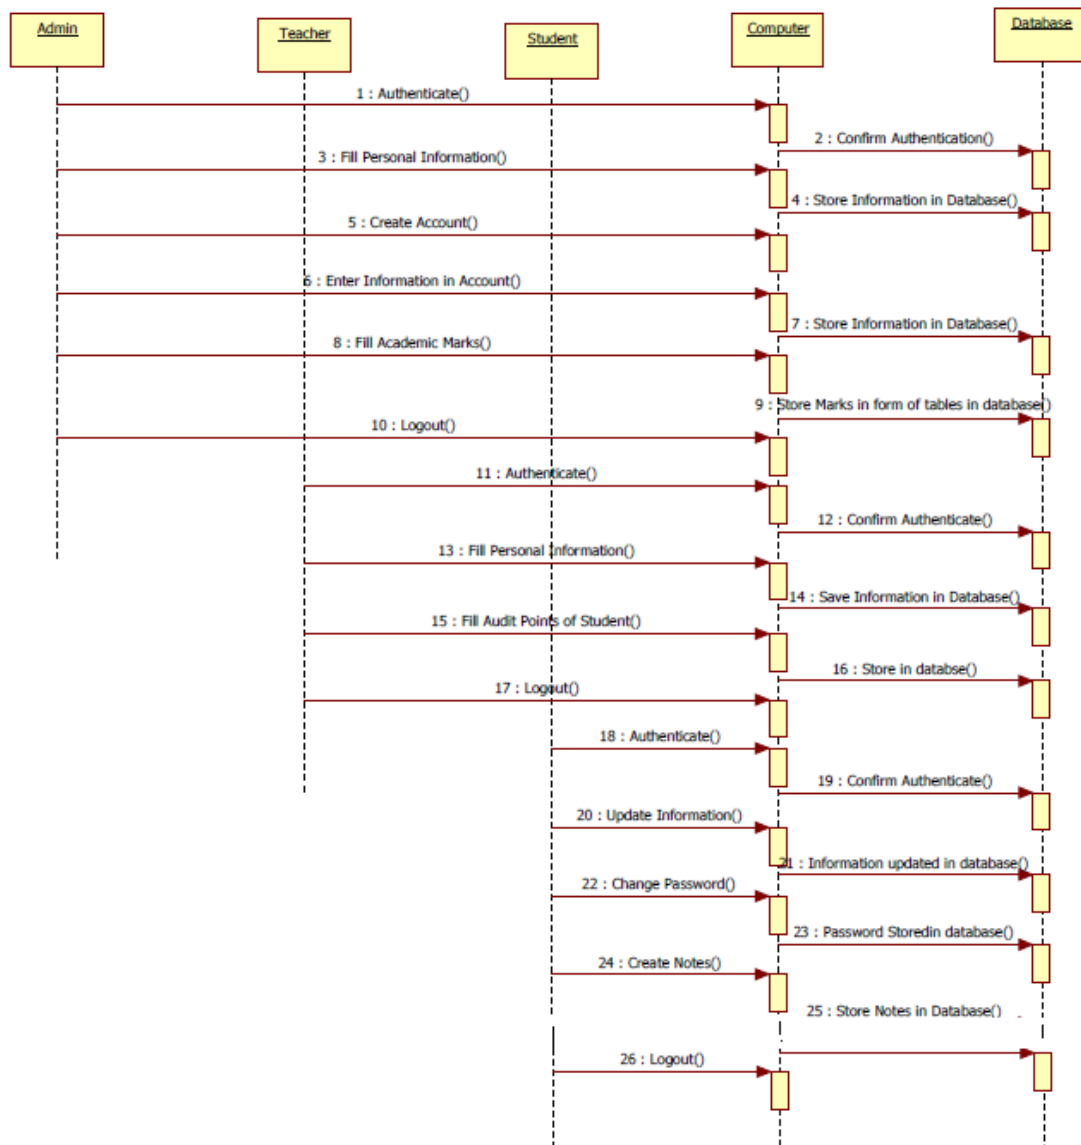 Admin
Teacher
Student
Computer
Database
1 : Authenticate()
2 : Confirm Authentication()
3 : Fill Personal Information()
4 : Store Information in Database()
5 : Create Account()
6 : Enter Information in Account()
7 : Store Information in Database()
8 : Fill Academic Marks()
9 : Store Marks in form of tables in database()
10 : Logout()
11 : Authenticate()
12 : Confirm Authenticate()
13 : Fill Personal Information()
14 : Save Information in Database()
15 : Fill Audit Points of Student()
16 : Store in databse()
17 : Logout()
18 : Authenticate()
19 : Confirm Authenticate()
20 : Update Information()
21 : Information updated in database()
22 : Change Password()
23 : Password Storedin database()
24 : Create Notes()
25 : Store Notes in Database()
26 : Logout()